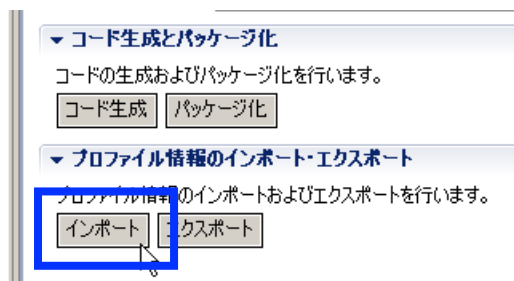 コード生成とパッケージ化
コードの生成およびパッケージ化を行います。
コード生成 パッケージ化
プロファイル情報のインポート・エクスポート
プロファイル情報のインポートおよびエクスポートを行います。
インポート エクスポート